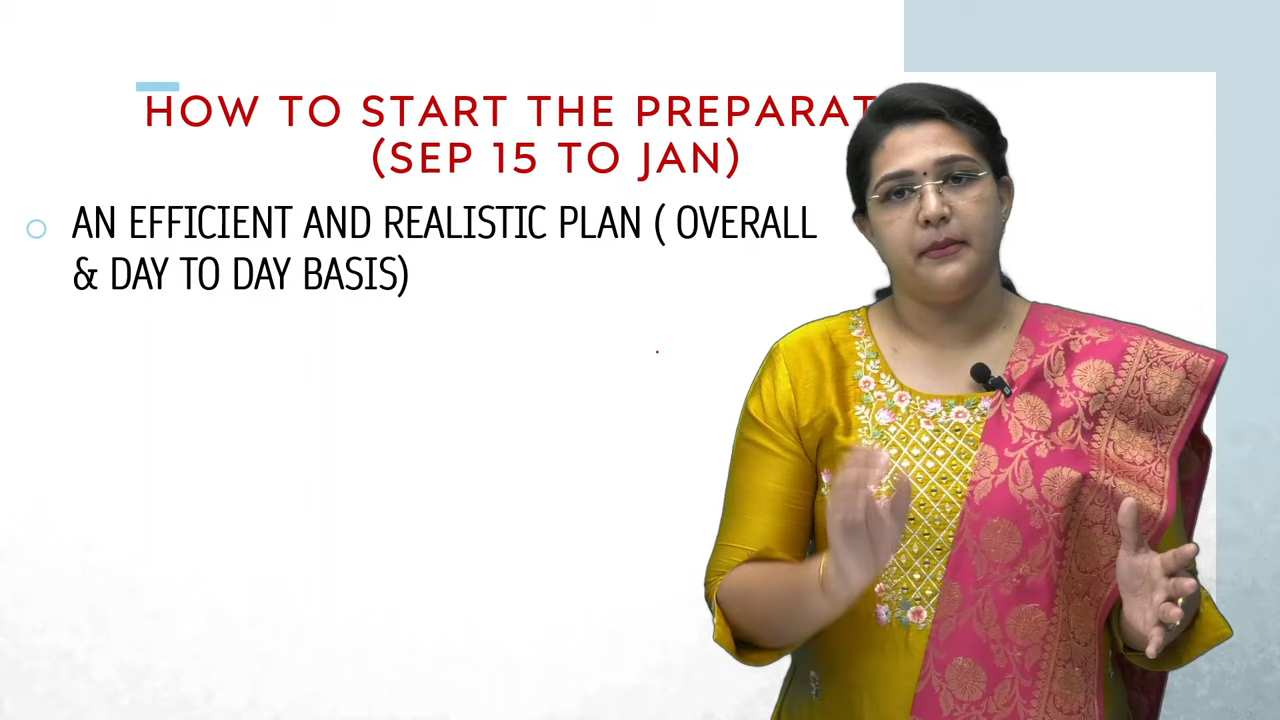 HOW TO START THE PREPARAT
(SEP 15 TO JAN)
AN EFFICIENT AND REALISTIC PLAN ( OVERALL
& DAY TO DAY BASIS)